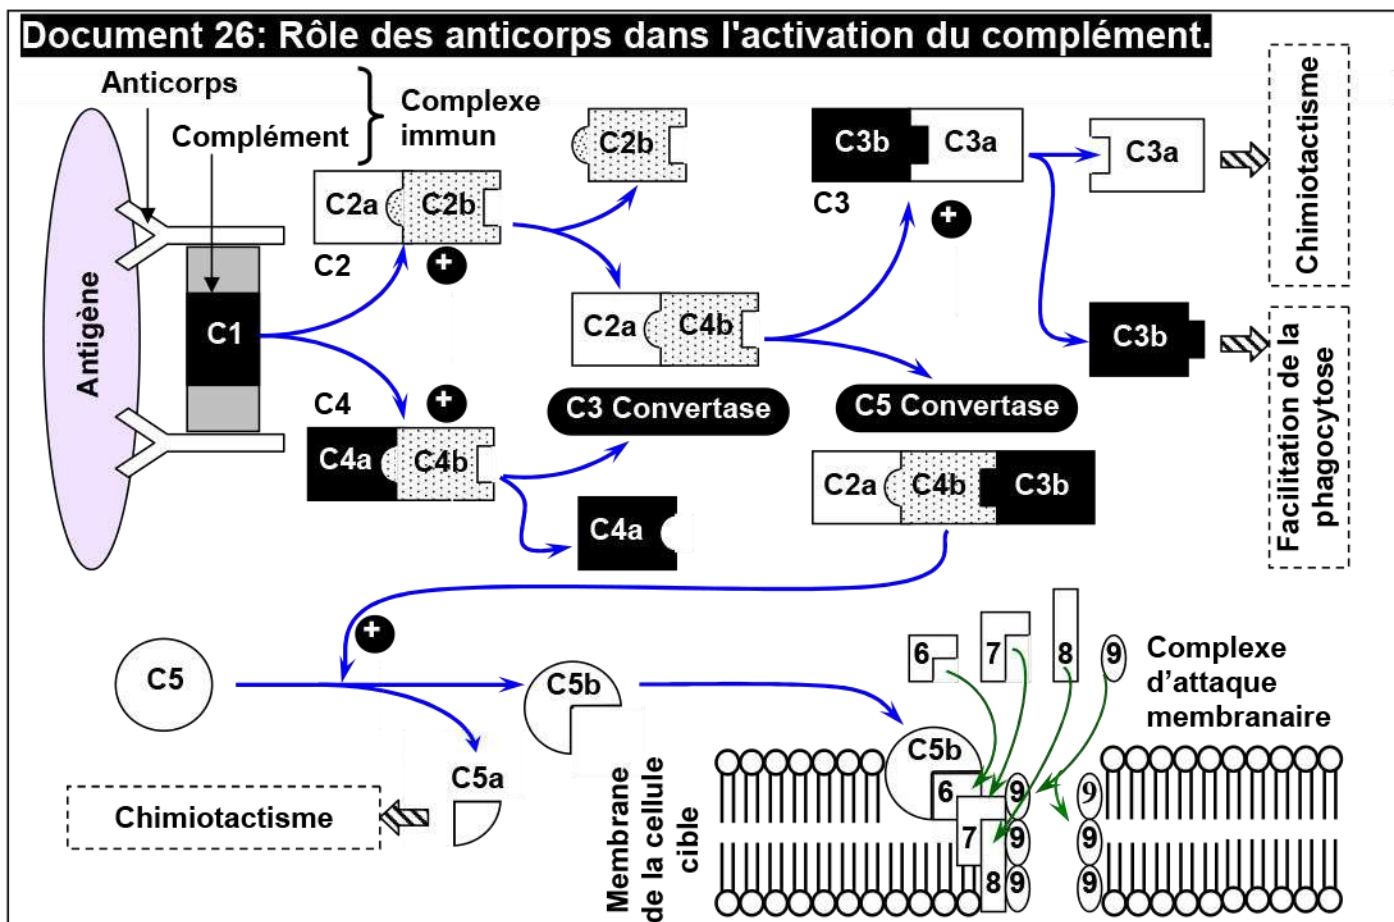 Document 26: Rôle des anticorps dans l'activation du complément.
Anticorps
Complément
Complexe
immun
Antigène
C1
C2a
C2b
C2
C4
C4a
C4b
C2b
C2a
C4b
C3 Convertase
C4a
C3b
C3a
C3
C5 Convertase
C2a
C4b
C3b
C3a
C3b
Chimiotactisme
Facilitation de la
phagocytose
C5
C5b
C5a
Chimiotactisme
6
7
8
9
Complexe
d'attaque
membranaire
Membrane
de la cellule
cible
C5b
6
7
8
9
9
9
9
9
9
+
+
+
+